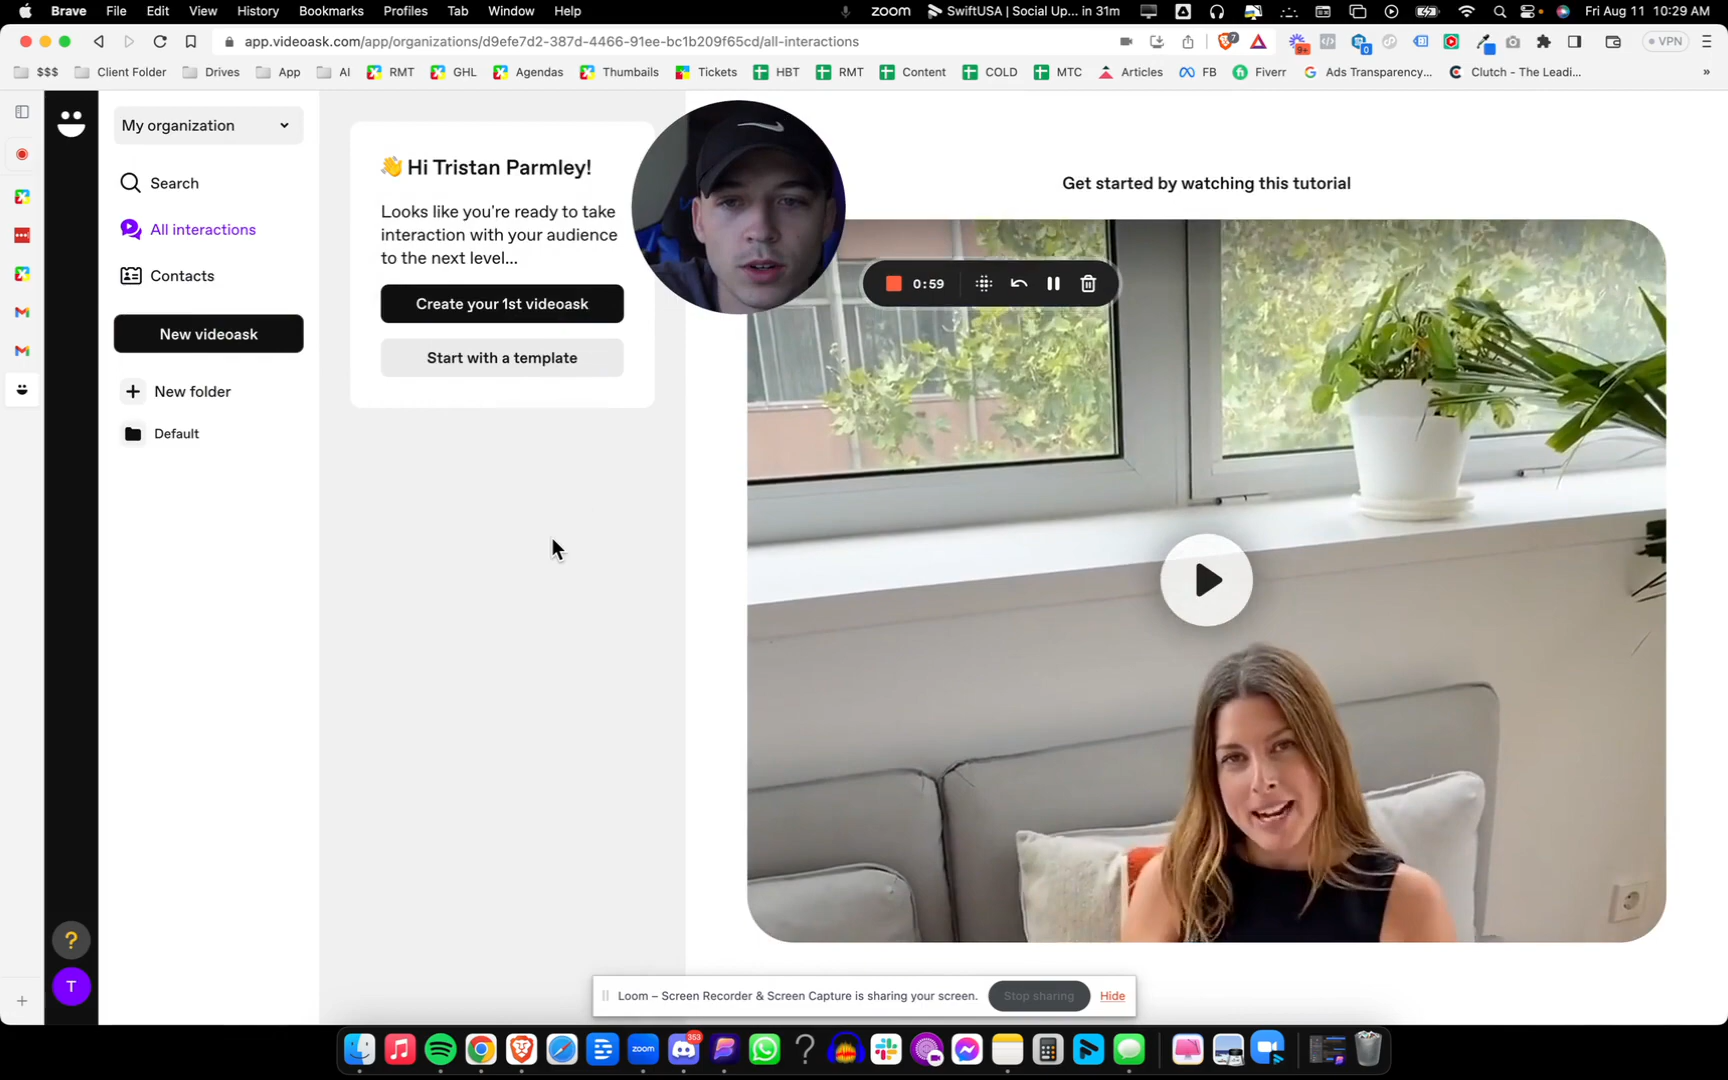 Brave File Edit View History Bookmarks Profiles Tab Window Help
zoom SwiftUSA | Social Up... in 31m Fri Aug 11 10:29 AM
app.videoask.com/app/organizations/d9efe7d2-387d-4466-91ee-bc1b209f65cd/all-interactions
7 9+ 0 VPN
$$$ Client Folder Drives App AI RMT GHL Agendas Thumbails Tickets HBT RMT Content COLD MTC Articles FB Fiverr Ads Transparency... Clutch - The Leadi... »
My organization
Search
All interactions
Contacts
New videoask
New folder
Default
👋 Hi Tristan Parmley!
Looks like you're ready to take
interaction with your audience
to the next level...
Create your 1st videoask
Start with a template
Get started by watching this tutorial
0:59
?
T
Loom – Screen Recorder & Screen Capture is sharing your screen. Stop sharing Hide
zoom 353 ?